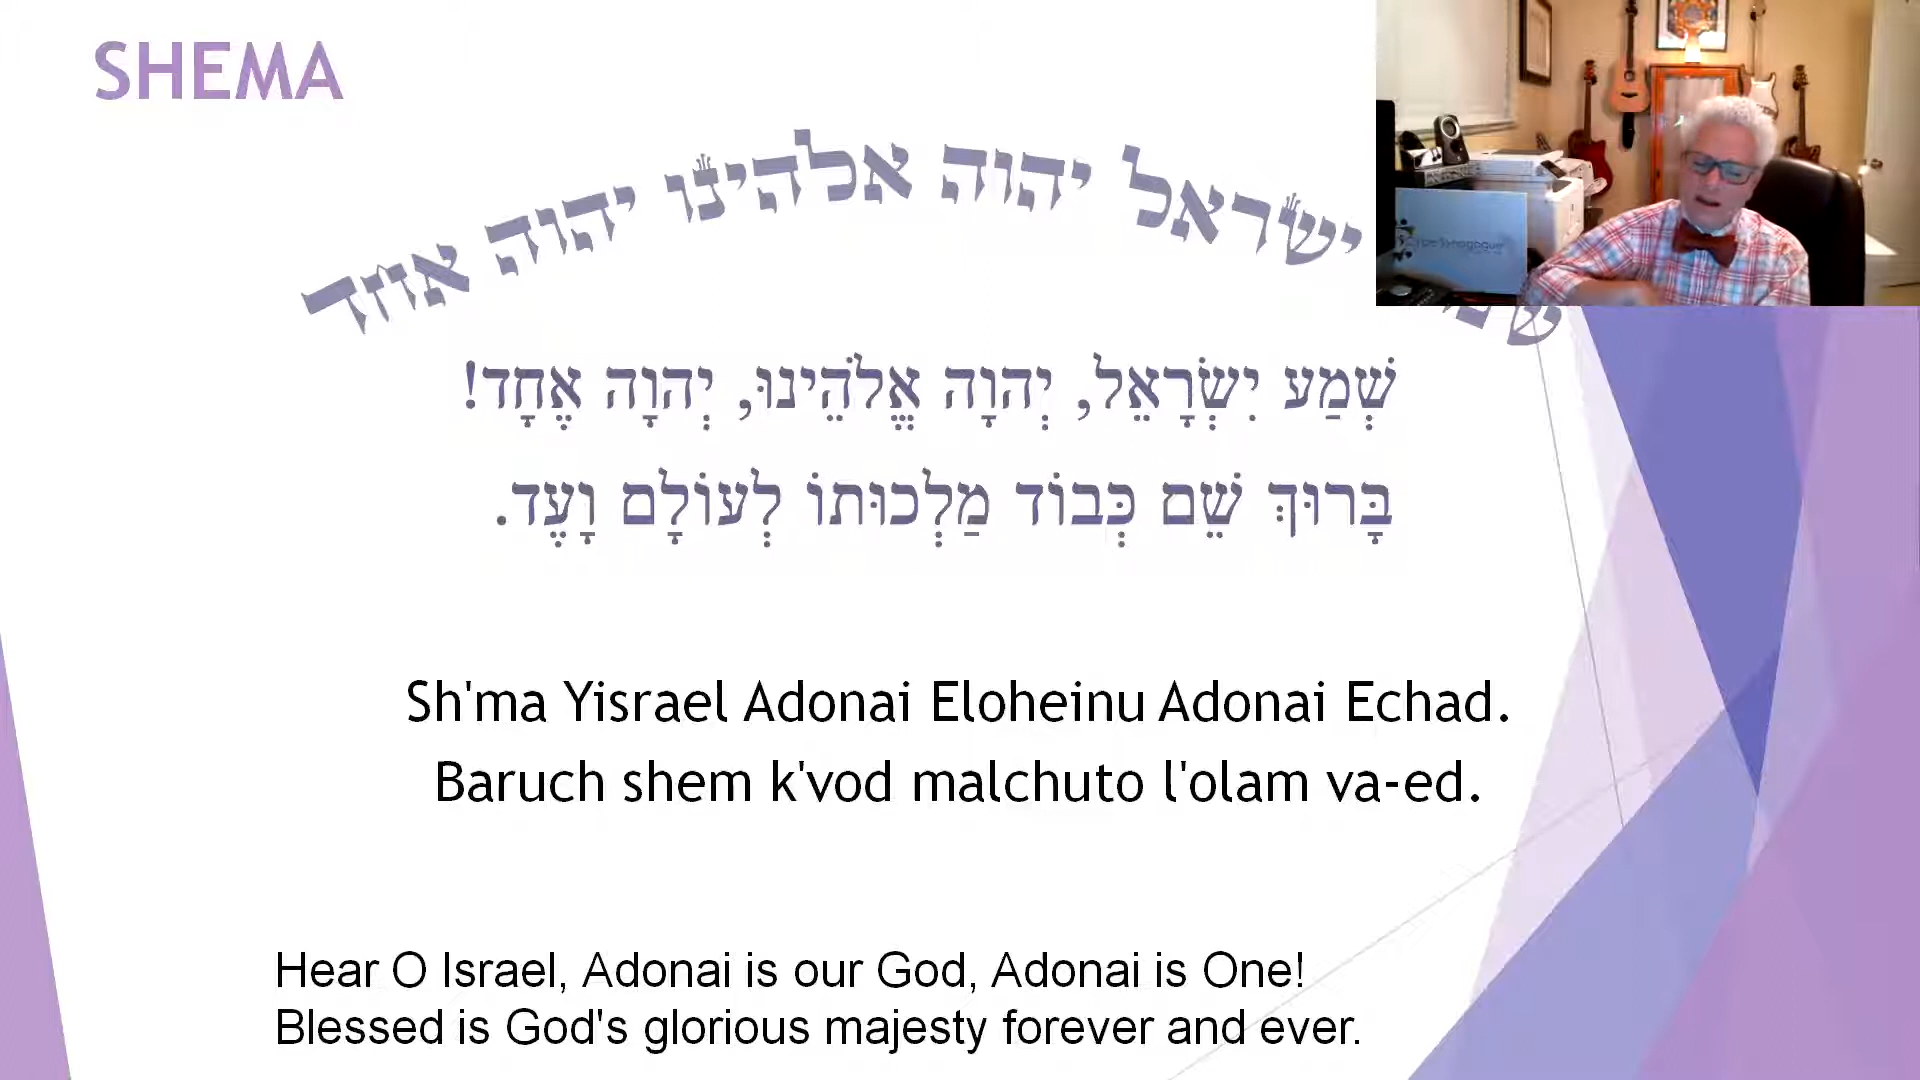 SHEMA
ישראל יהוה אלהינו יהוה אחד
שְׁמַע יִשְׂרָאֵל, יְהוָה אֱלֹהֵינוּ, יְהוָה אֶחָד!
בָּרוּךְ שֵׁם כְּבוֹד מַלְכוּתוֹ לְעוֹלָם וָעֶד.
Sh'ma Yisrael Adonai Eloheinu Adonai Echad.
Baruch shem k'vod malchuto l'olam va-ed.
Hear O Israel, Adonai is our God, Adonai is One!
Blessed is God's glorious majesty forever and ever.